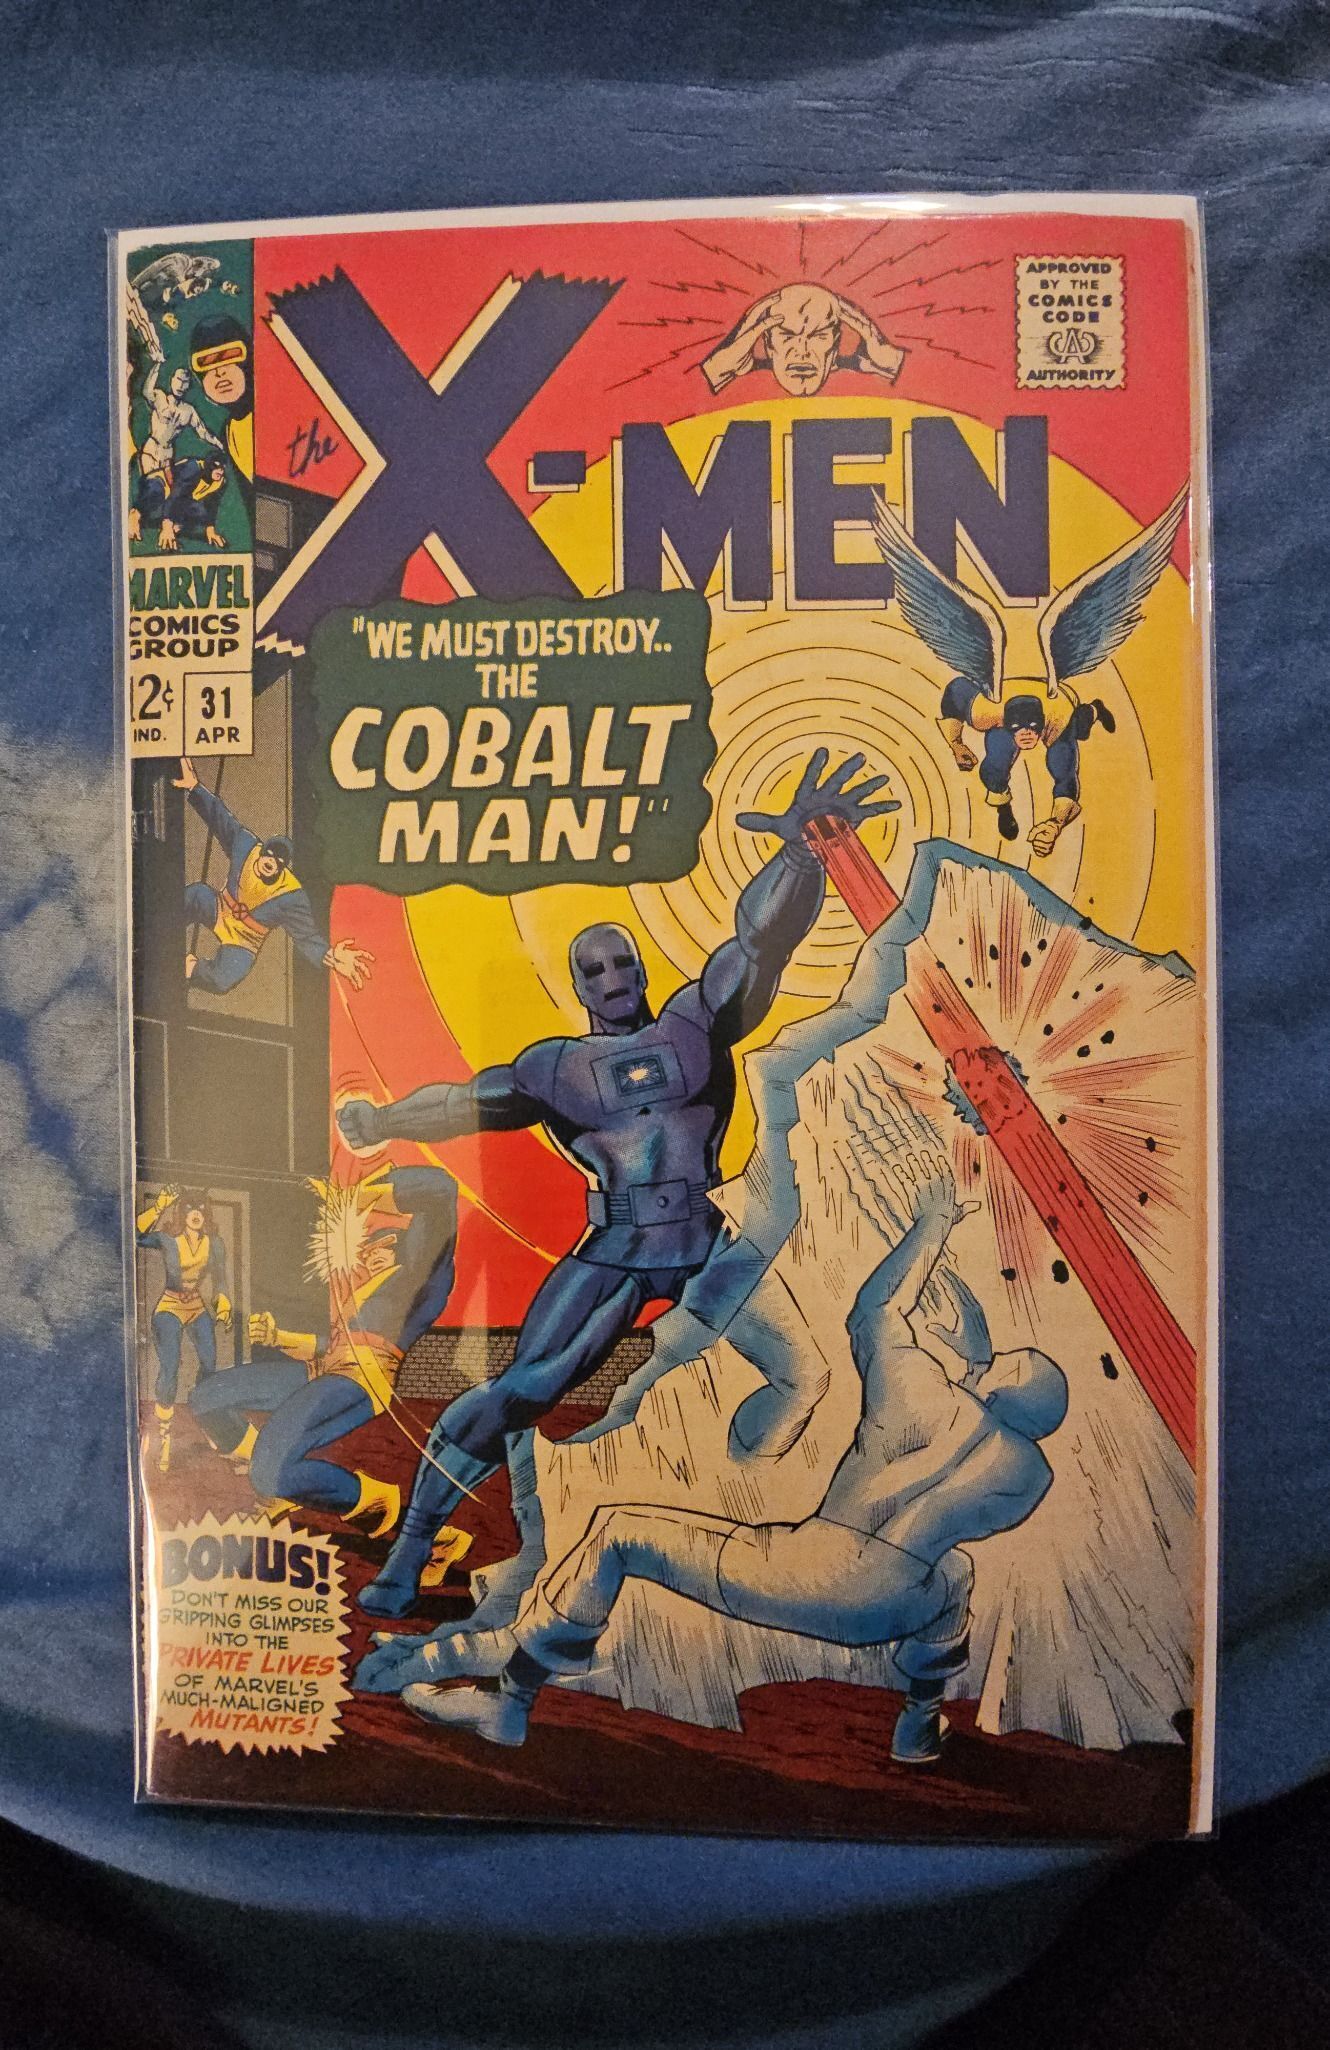 APPROVED
BY THE
COMICS
CODE
CA
AUTHORITY
the X-MEN
MARVEL
COMICS
GROUP
12¢
IND.
31
APR
"WE MUST DESTROY..
THE
COBALT
MAN!"
BONUS!
DON'T MISS OUR
GRIPPING GLIMPSES
INTO THE
PRIVATE LIVES
OF MARVEL'S
MUCH-MALIGNED
MUTANTS!